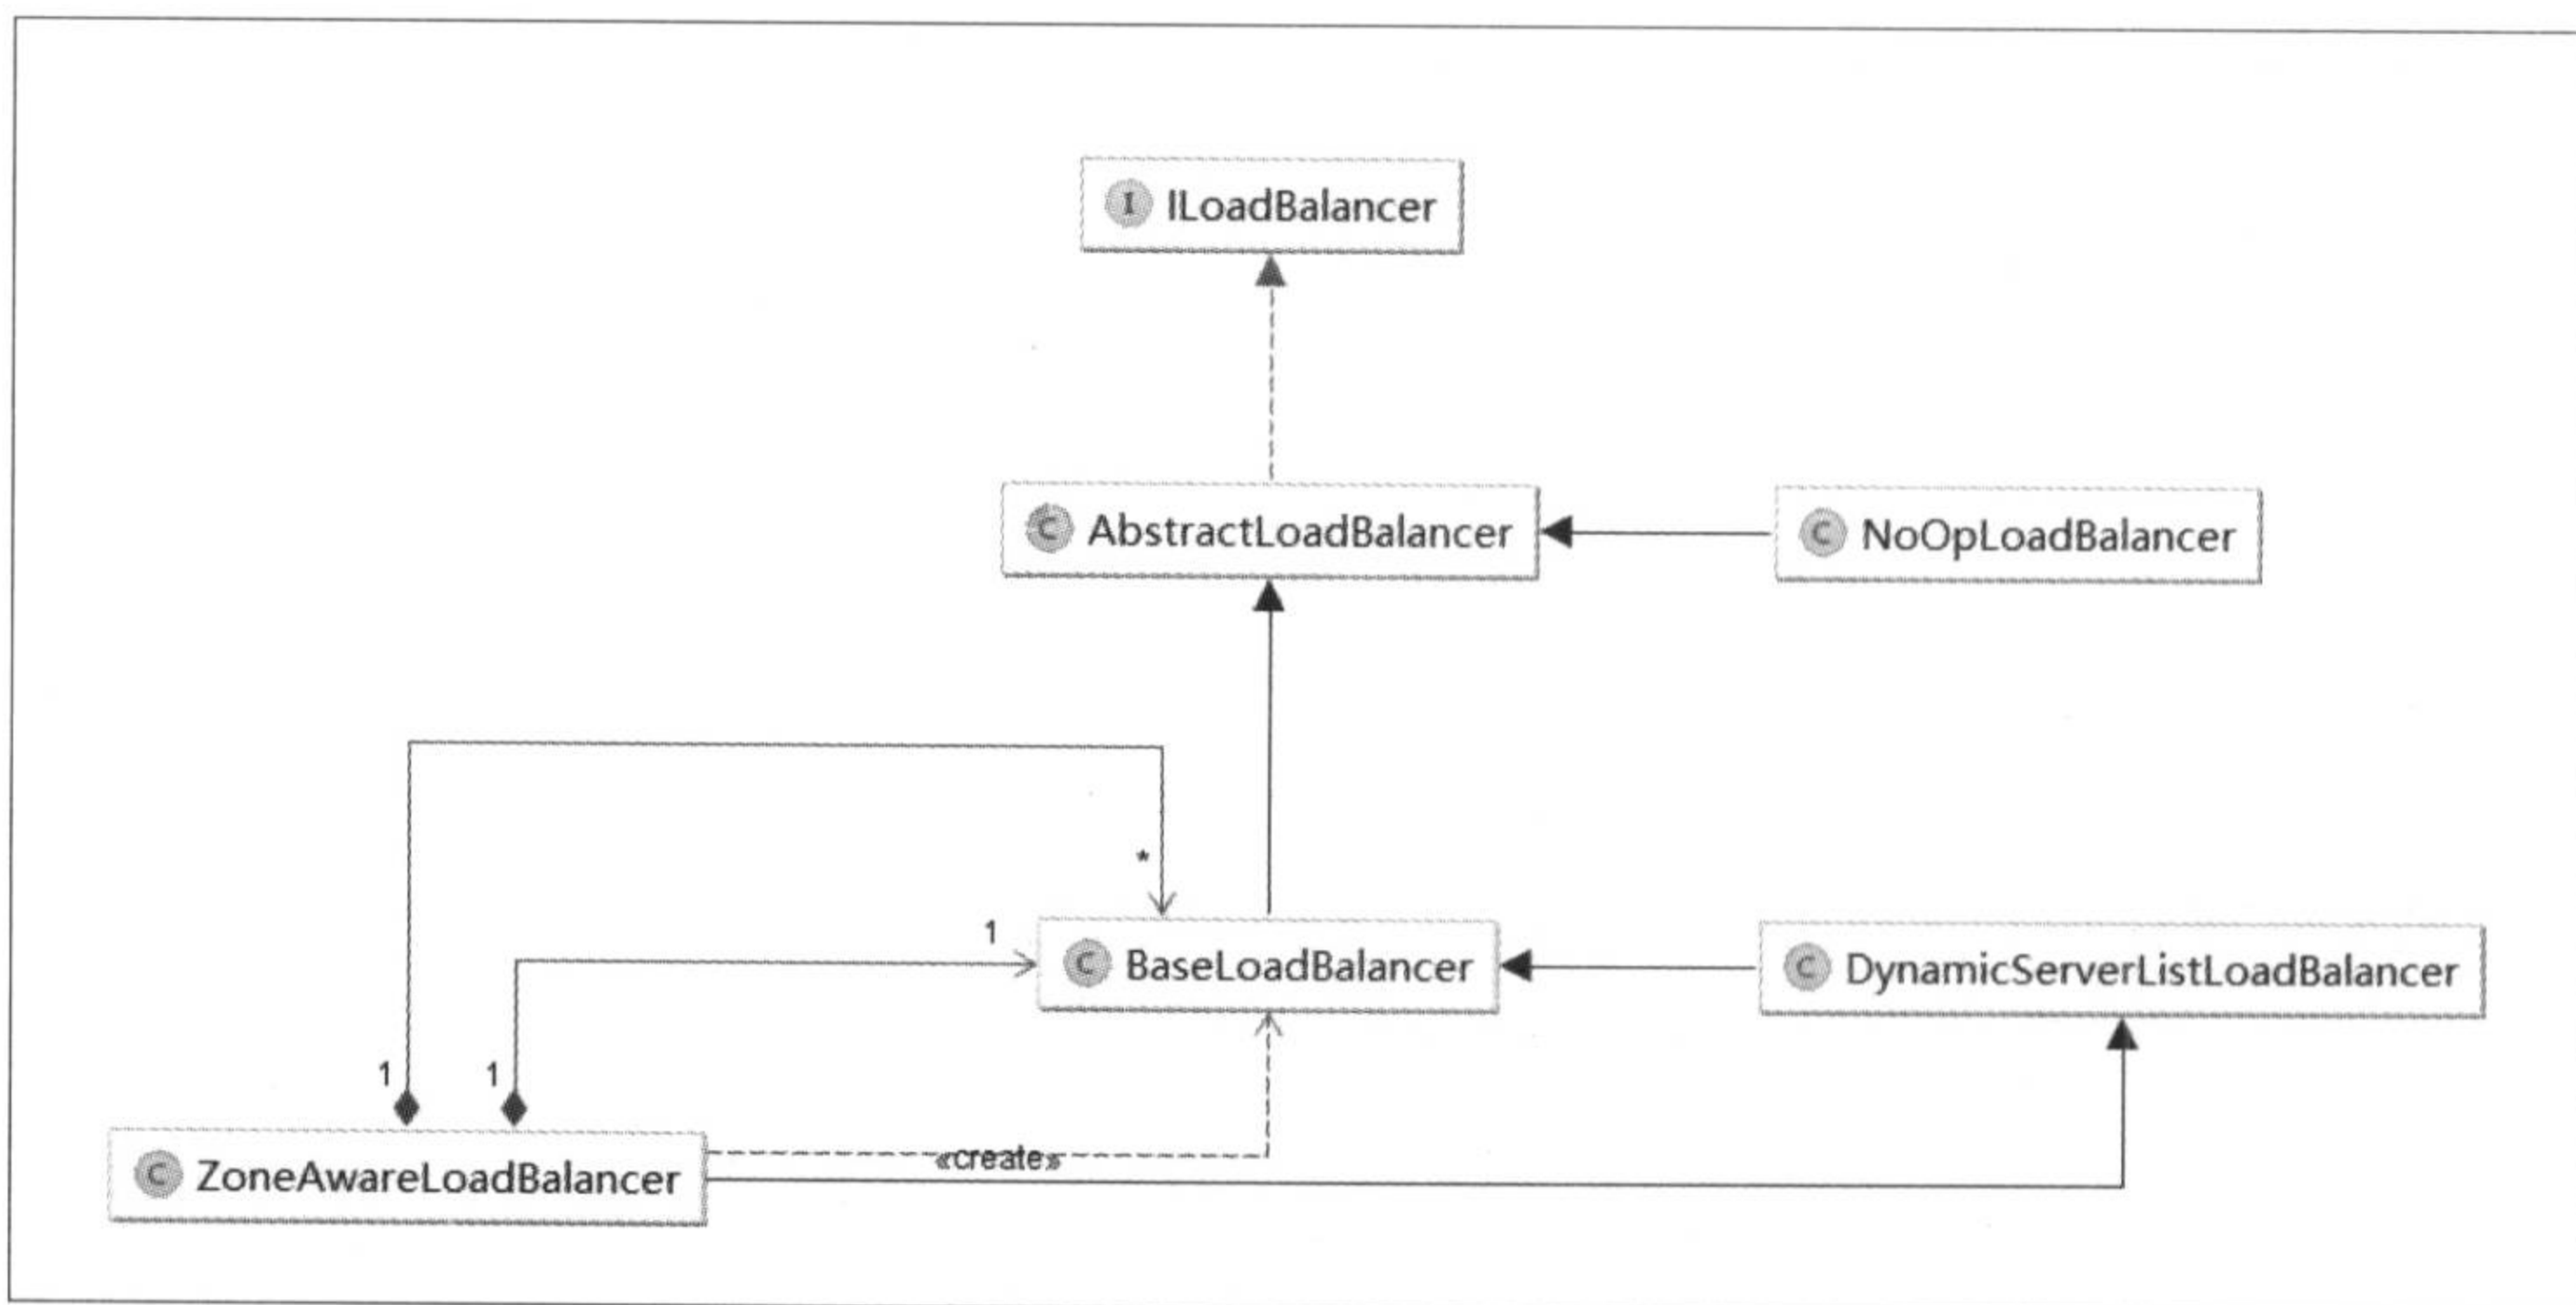 I ILoadBalancer
C AbstractLoadBalancer
C NoOpLoadBalancer
*
1
C BaseLoadBalancer
C DynamicServerListLoadBalancer
1
1
«create»
C ZoneAwareLoadBalancer